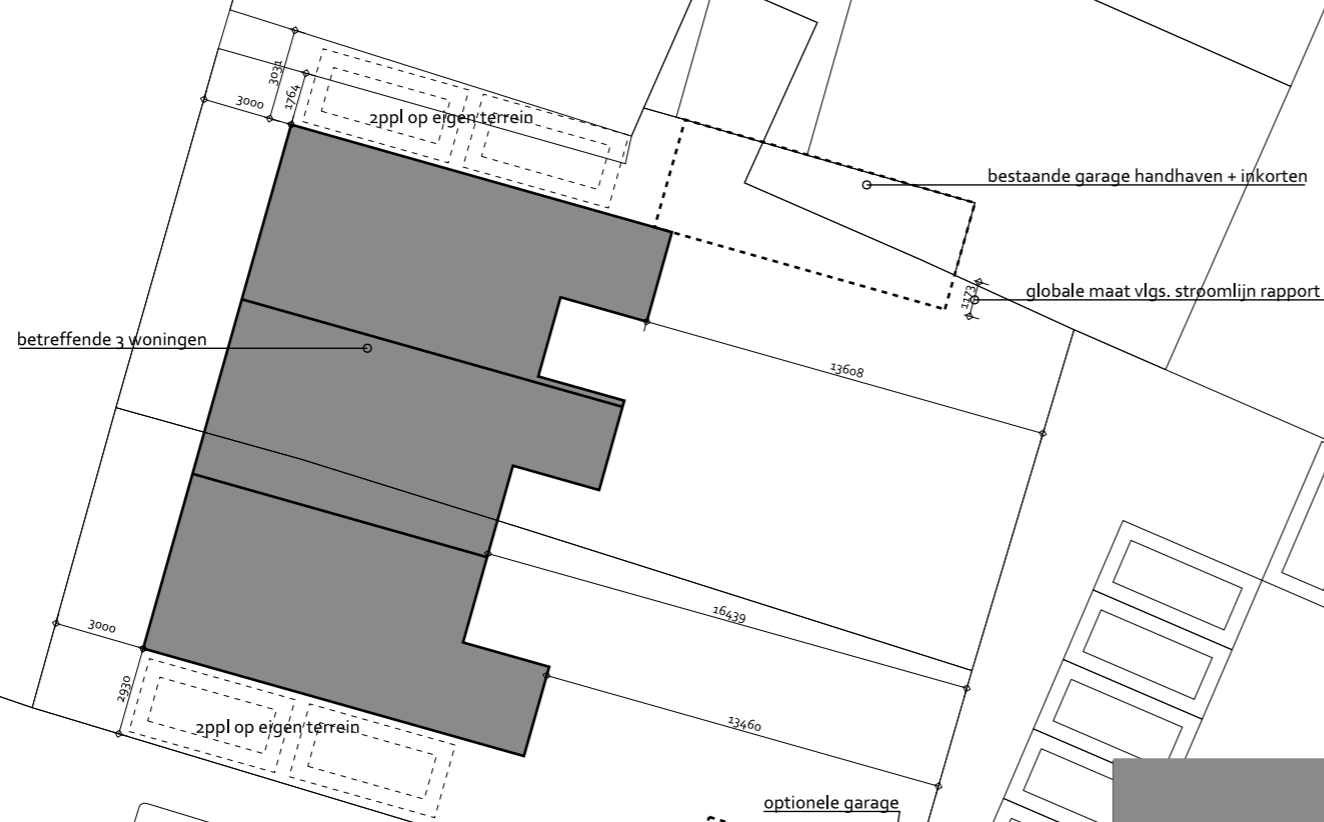 3031
3000
1764
2ppl op eigen terrein
bestaande garage handhaven + inkorten
globale maat vlgs. stroomlijn rapport
1173
betreffende 3 woningen
13608
16439
3000
2930
2ppl op eigen terrein
13460
optionele garage